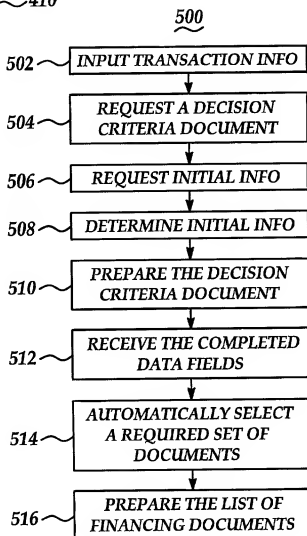 410
500
502 INPUT TRANSACTION INFO
504 REQUEST A DECISION
CRITERIA DOCUMENT
506 REQUEST INITIAL INFO
508 DETERMINE INITIAL INFO
510 PREPARE THE DECISION
CRITERIA DOCUMENT
512 RECEIVE THE COMPLETED
DATA FIELDS
514 AUTOMATICALLY SELECT
A REQUIRED SET OF
DOCUMENTS
516 PREPARE THE LIST OF
FINANCING DOCUMENTS